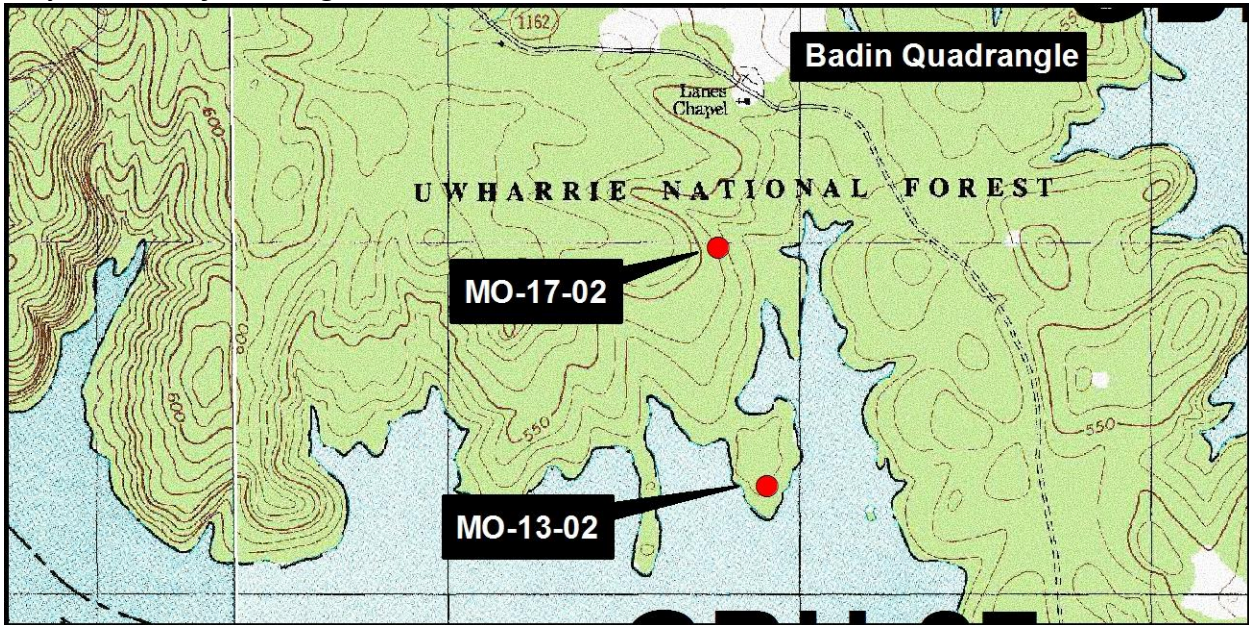 1162
550
Badin Quadrangle
Lanes
Chapel
600
UWHARRIE NATIONAL FOREST
MO-17-02
600
600
550
550
MO-13-02